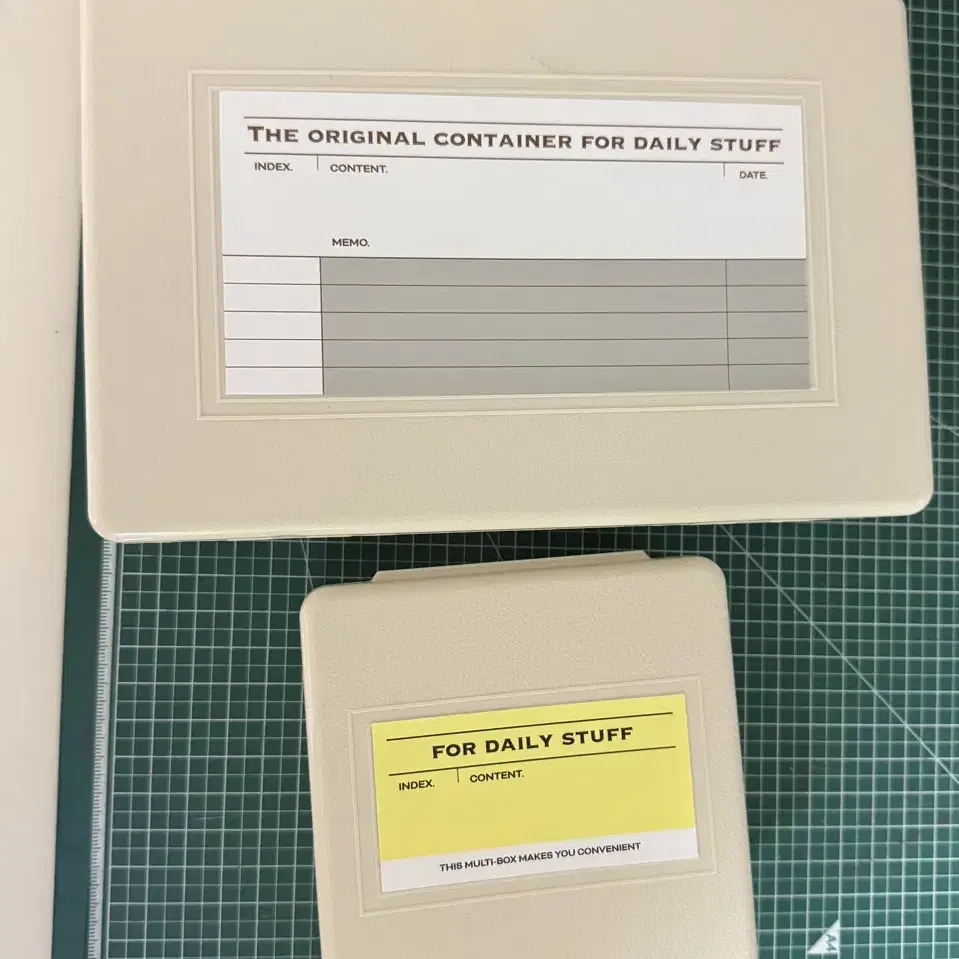 THE ORIGINAL CONTAINER FOR DAILY STUFF
INDEX. CONTENT. DATE.
MEMO.
FOR DAILY STUFF
INDEX. CONTENT.
THIS MULTI-BOX MAKES YOU CONVENIENT
A4